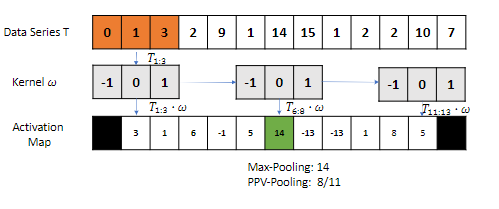 Data Series T 0 1 3 2 9 1 14 15 1 2 2 10 7
T1:3
Kernel ω -1 0 1 -1 0 1 -1 0 1
T1:3 · ω T6:8 · ω T11:13 · ω
Activation Map 3 1 6 -1 5 14 -13 -13 1 8 5
Max-Pooling: 14
PPV-Pooling: 8/11